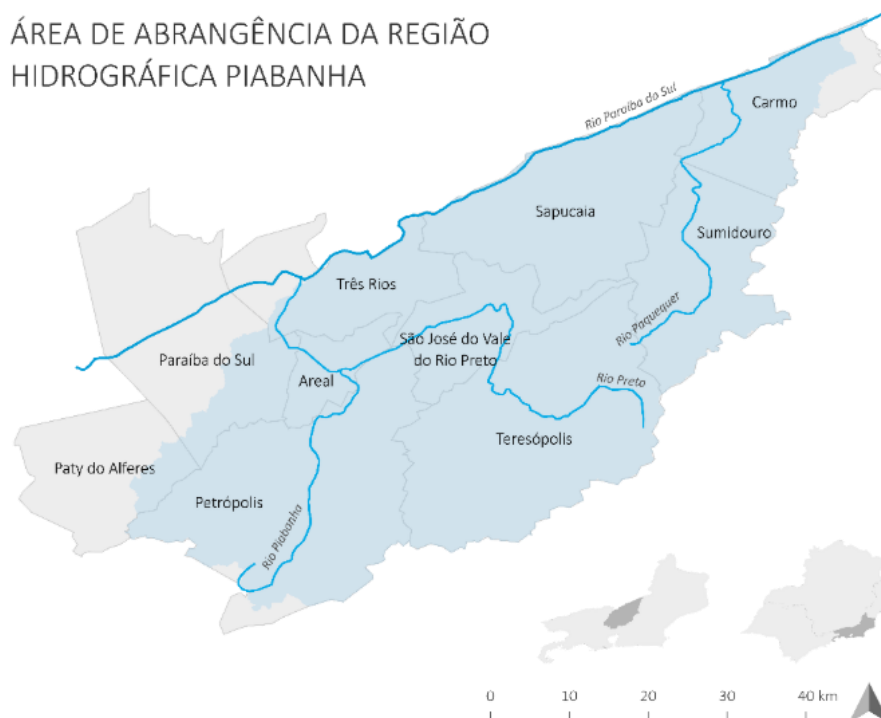 ÁREA DE ABRANGÊNCIA DA REGIÃO
HIDROGRÁFICA PIABANHA
Rio Paraíba do Sul
Carmo
Sapucaia
Sumidouro
Três Rios
Rio Paquequer
São José do Vale
do Rio Preto
Paraíba do Sul
Areal
Rio Preto
Teresópolis
Paty do Alferes
Petrópolis
Rio Piabanha
0 10 20 30 40 km